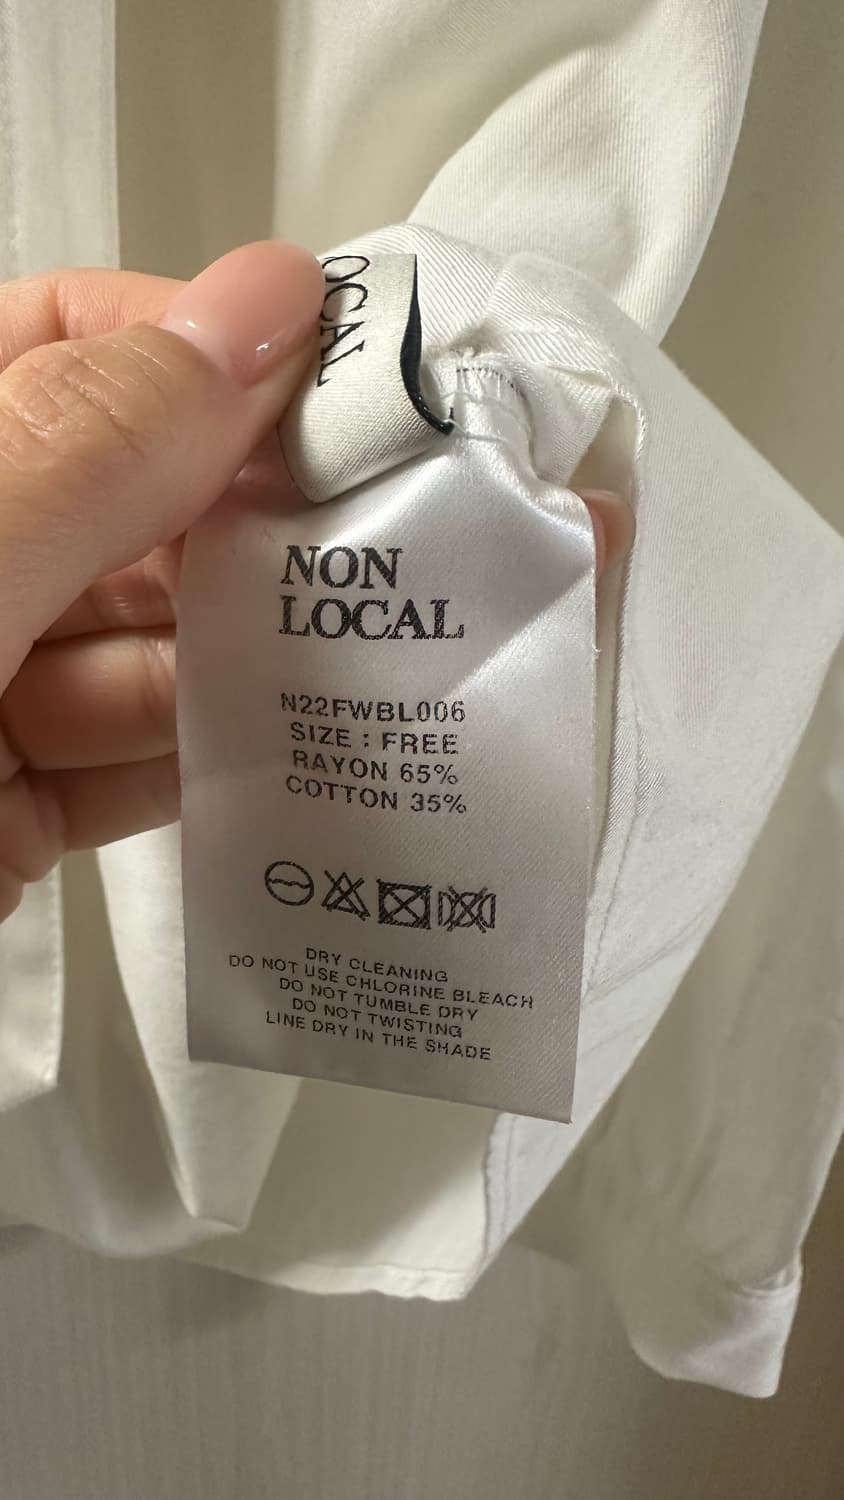 OCAL
NON
LOCAL
N22FWBL006
SIZE : FREE
RAYON 65%
COTTON 35%
DRY CLEANING
DO NOT USE CHLORINE BLEACH
DO NOT TUMBLE DRY
DO NOT TWISTING
LINE DRY IN THE SHADE